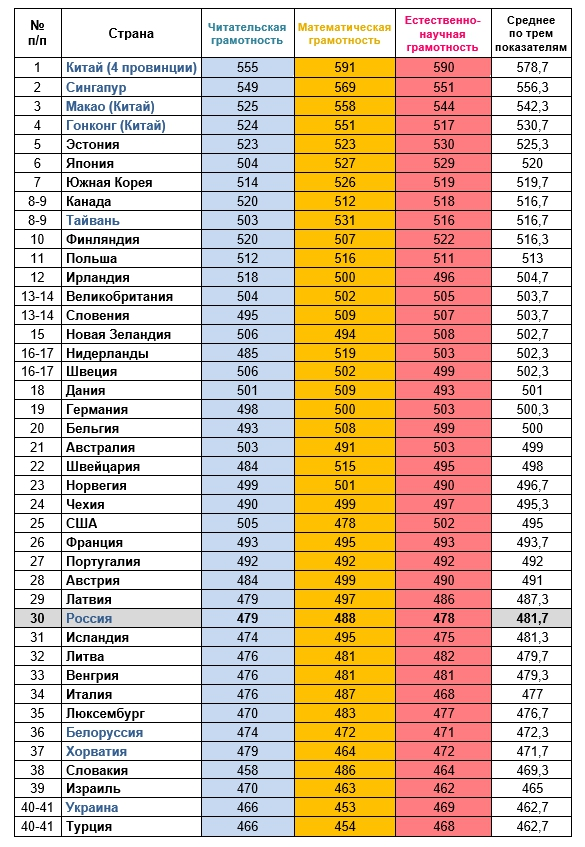 № п/п Страна Читательская грамотность Математическая грамотность Естественно-научная грамотность Среднее по трем показателям
1 Китай (4 провинции) 555 591 590 578,7
2 Сингапур 549 569 551 556,3
3 Макао (Китай) 525 558 544 542,3
4 Гонконг (Китай) 524 551 517 530,7
5 Эстония 523 523 530 525,3
6 Япония 504 527 529 520
7 Южная Корея 514 526 519 519,7
8-9 Канада 520 512 518 516,7
8-9 Тайвань 503 531 516 516,7
10 Финляндия 520 507 522 516,3
11 Польша 512 516 511 513
12 Ирландия 518 500 496 504,7
13-14 Великобритания 504 502 505 503,7
13-14 Словения 495 509 507 503,7
15 Новая Зеландия 506 494 508 502,7
16-17 Нидерланды 485 519 503 502,3
16-17 Швеция 506 502 499 502,3
18 Дания 501 509 493 501
19 Германия 498 500 503 500,3
20 Бельгия 493 508 499 500
21 Австралия 503 491 503 499
22 Швейцария 484 515 495 498
23 Норвегия 499 501 490 496,7
24 Чехия 490 499 497 495,3
25 США 505 478 502 495
26 Франция 493 495 493 493,7
27 Португалия 492 492 492 492
28 Австрия 484 499 490 491
29 Латвия 479 497 486 487,3
30 Россия 479 488 478 481,7
31 Исландия 474 495 475 481,3
32 Литва 476 481 482 479,7
33 Венгрия 476 481 481 479,3
34 Италия 476 487 468 477
35 Люксембург 470 483 477 476,7
36 Белоруссия 474 472 471 472,3
37 Хорватия 479 464 472 471,7
38 Словакия 458 486 464 469,3
39 Израиль 470 463 462 465
40-41 Украина 466 453 469 462,7
40-41 Турция 466 454 468 462,7